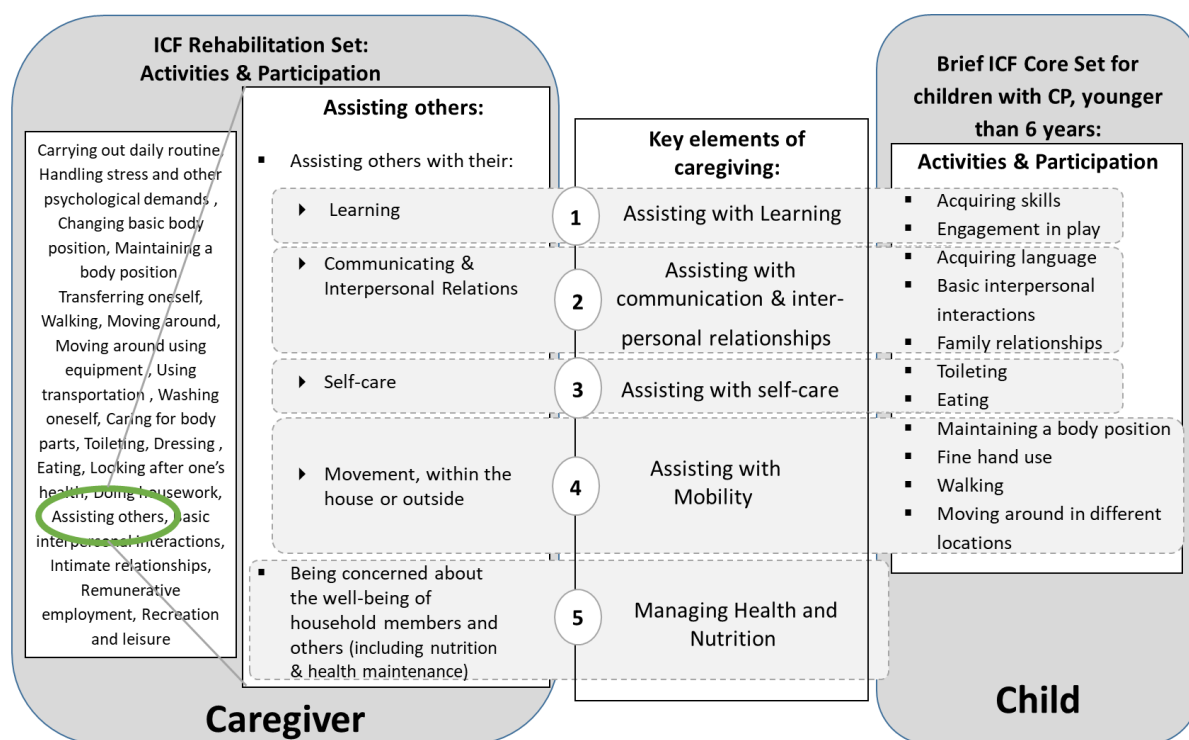 ICF Rehabilitation Set:
Activities & Participation
Carrying out daily routine,
Handling stress and other
psychological demands ,
Changing basic body
position, Maintaining a
body position
Transferring oneself,
Walking, Moving around,
Moving around using
equipment , Using
transportation , Washing
oneself, Caring for body
parts, Toileting, Dressing ,
Eating, Looking after one’s
health, Doing housework,
Assisting others, Basic
interpersonal interactions,
Intimate relationships,
Remunerative
employment, Recreation
and leisure
Assisting others:
▪ Assisting others with their:
Learning
Communicating &
Interpersonal Relations
Self-care
Movement, within the
house or outside
▪ Being concerned about
the well-being of
household members and
others (including nutrition
& health maintenance)
Caregiver
Key elements of
caregiving:
1 Assisting with Learning
2 Assisting with
communication & inter-
personal relationships
3 Assisting with self-care
4 Assisting with
Mobility
5 Managing Health and
Nutrition
Brief ICF Core Set for
children with CP, younger
than 6 years:
Activities & Participation
▪ Acquiring skills
▪ Engagement in play
▪ Acquiring language
▪ Basic interpersonal
interactions
▪ Family relationships
▪ Toileting
▪ Eating
▪ Maintaining a body position
▪ Fine hand use
▪ Walking
▪ Moving around in different
locations
Child